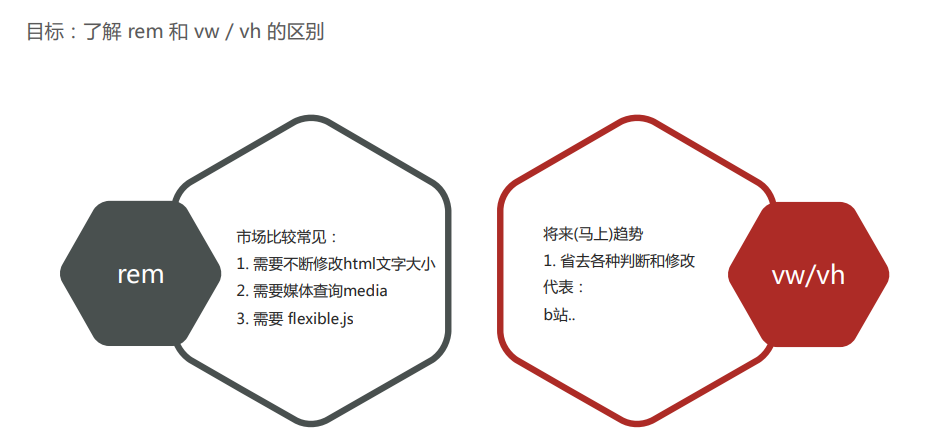 目标：了解 rem 和 vw / vh 的区别
rem
市场比较常见：
1. 需要不断修改html文字大小
2. 需要媒体查询media
3. 需要 flexible.js
将来(马上)趋势
1. 省去各种判断和修改
代表：
b站..
vw/vh